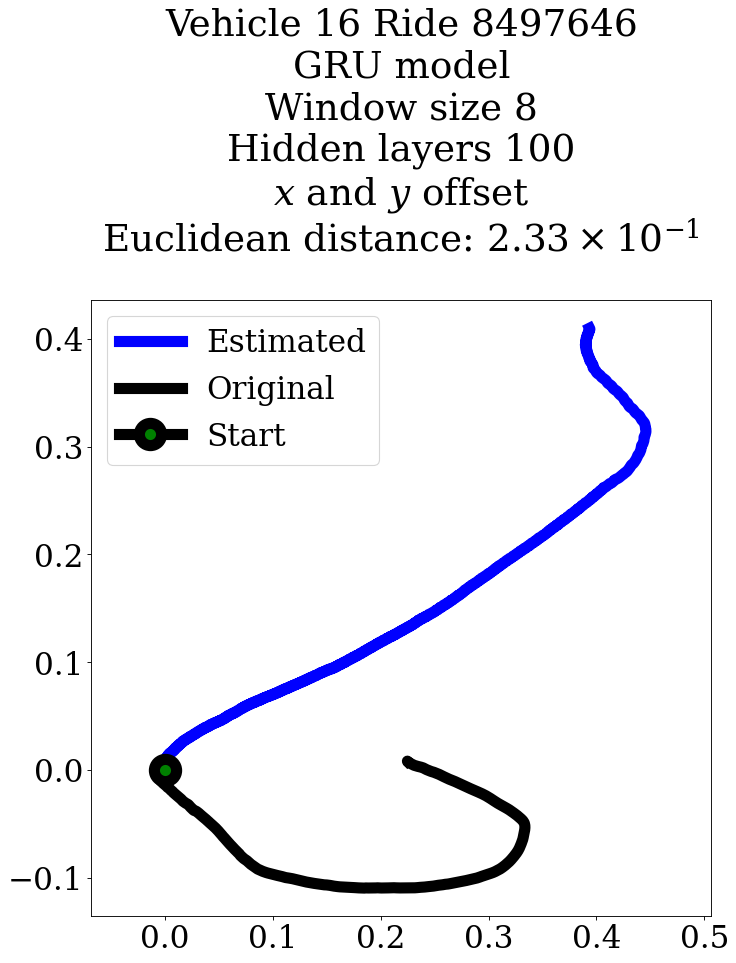 Vehicle 16 Ride 8497646
GRU model
Window size 8
Hidden layers 100
x and y offset
Euclidean distance: 2.33 × 10⁻¹
Estimated
Original
Start
0.4
0.3
0.2
0.1
0.0
−0.1
0.0 0.1 0.2 0.3 0.4 0.5